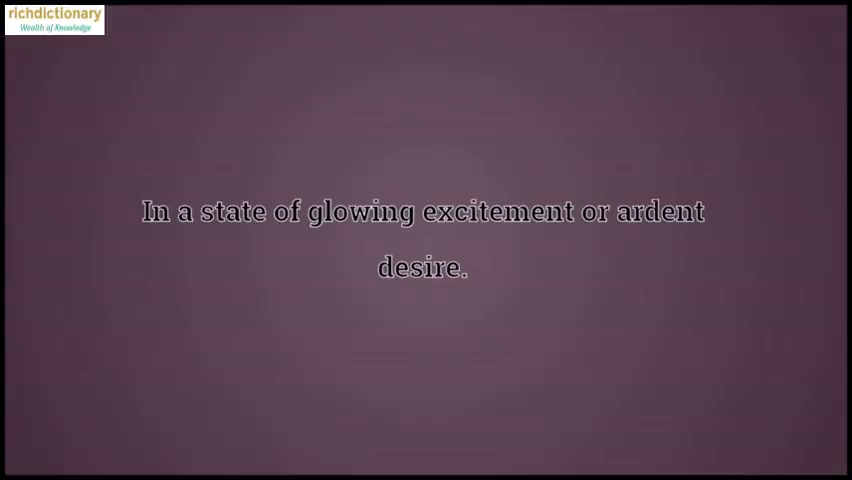 richdictionary
Wealth of Knowledge
In a state of glowing excitement or ardent
desire.